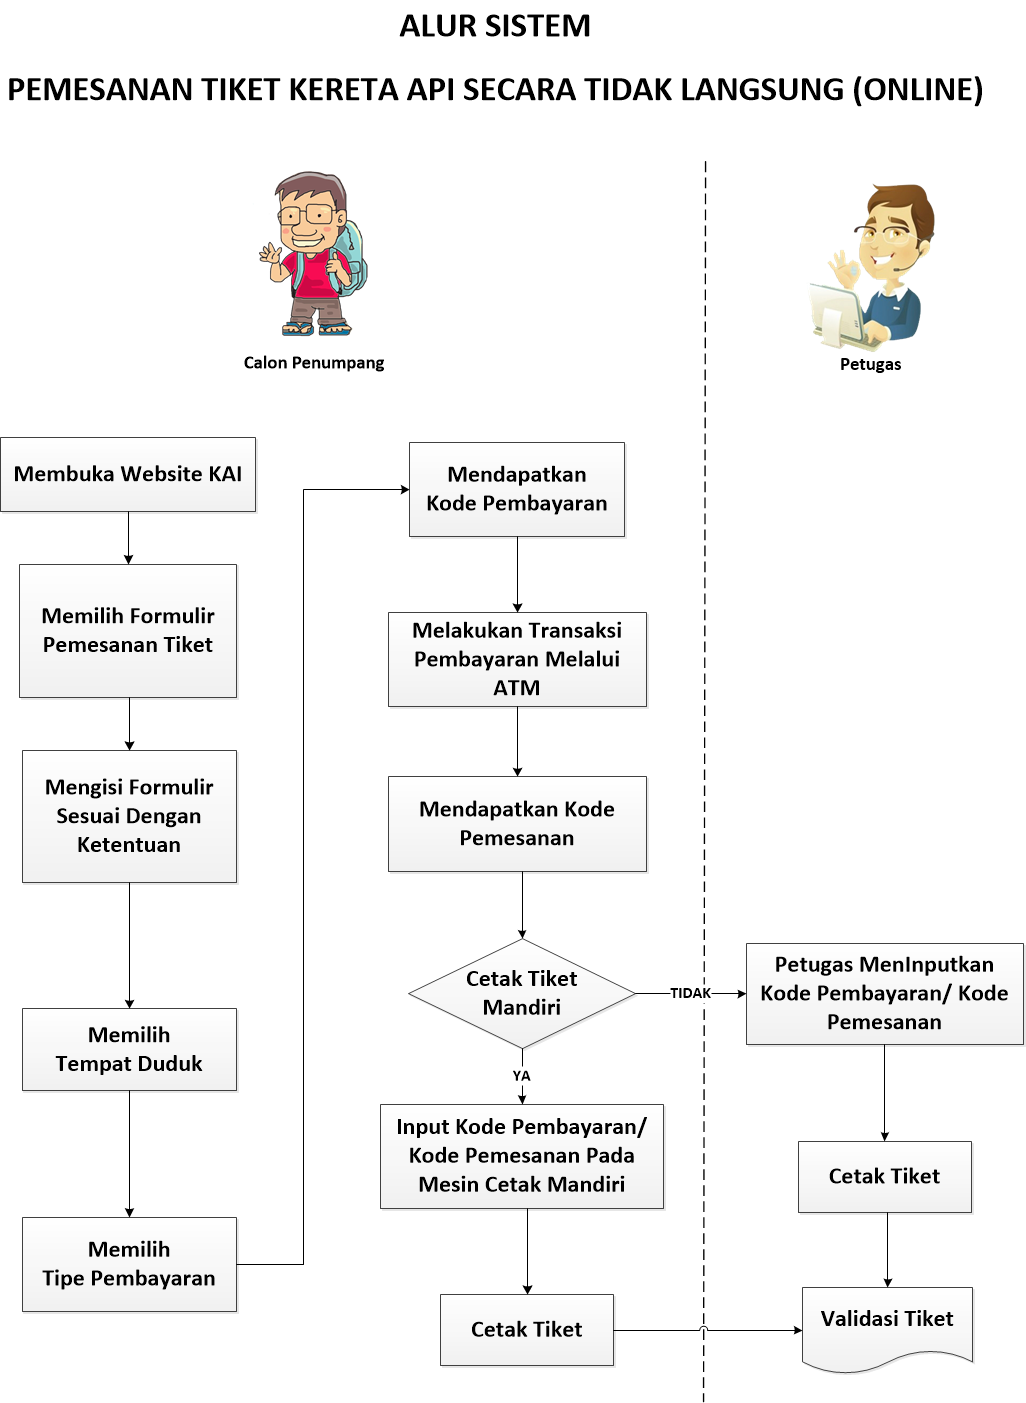 ALUR SISTEM
PEMESANAN TIKET KERETA API SECARA TIDAK LANGSUNG (ONLINE)
Calon Penumpang
Petugas
Membuka Website KAI
Memilih Formulir
Pemesanan Tiket
Mengisi Formulir
Sesuai Dengan
Ketentuan
Memilih
Tempat Duduk
Memilih
Tipe Pembayaran
Mendapatkan
Kode Pembayaran
Melakukan Transaksi
Pembayaran Melalui
ATM
Mendapatkan Kode
Pemesanan
Cetak Tiket
Mandiri
TIDAK
YA
Input Kode Pembayaran/
Kode Pemesanan Pada
Mesin Cetak Mandiri
Cetak Tiket
Petugas MenInputkan
Kode Pembayaran/ Kode
Pemesanan
Cetak Tiket
Validasi Tiket